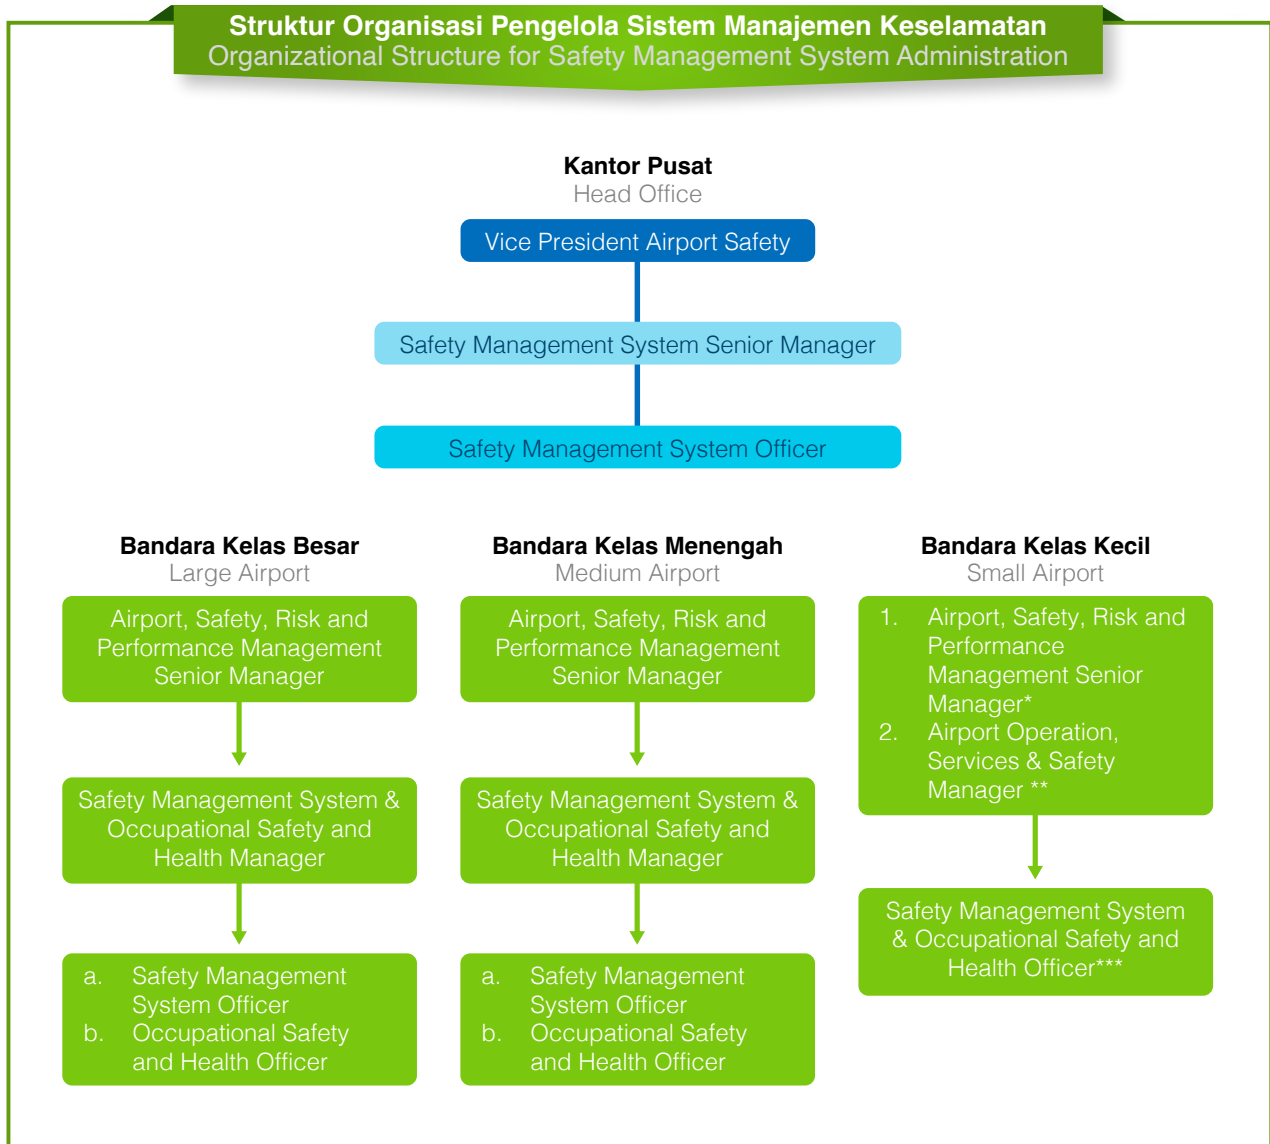 Struktur Organisasi Pengelola Sistem Manajemen Keselamatan
Organizational Structure for Safety Management System Administration
Kantor Pusat
Head Office
Vice President Airport Safety
Safety Management System Senior Manager
Safety Management System Officer
Bandara Kelas Besar
Large Airport
Airport, Safety, Risk and
Performance Management
Senior Manager
Safety Management System &
Occupational Safety and
Health Manager
a. Safety Management
System Officer
b. Occupational Safety
and Health Officer
Bandara Kelas Menengah
Medium Airport
Airport, Safety, Risk and
Performance Management
Senior Manager
Safety Management System &
Occupational Safety and
Health Manager
a. Safety Management
System Officer
b. Occupational Safety
and Health Officer
Bandara Kelas Kecil
Small Airport
1. Airport, Safety, Risk and
Performance
Management Senior
Manager*
2. Airport Operation,
Services & Safety
Manager **
Safety Management System
& Occupational Safety and
Health Officer***